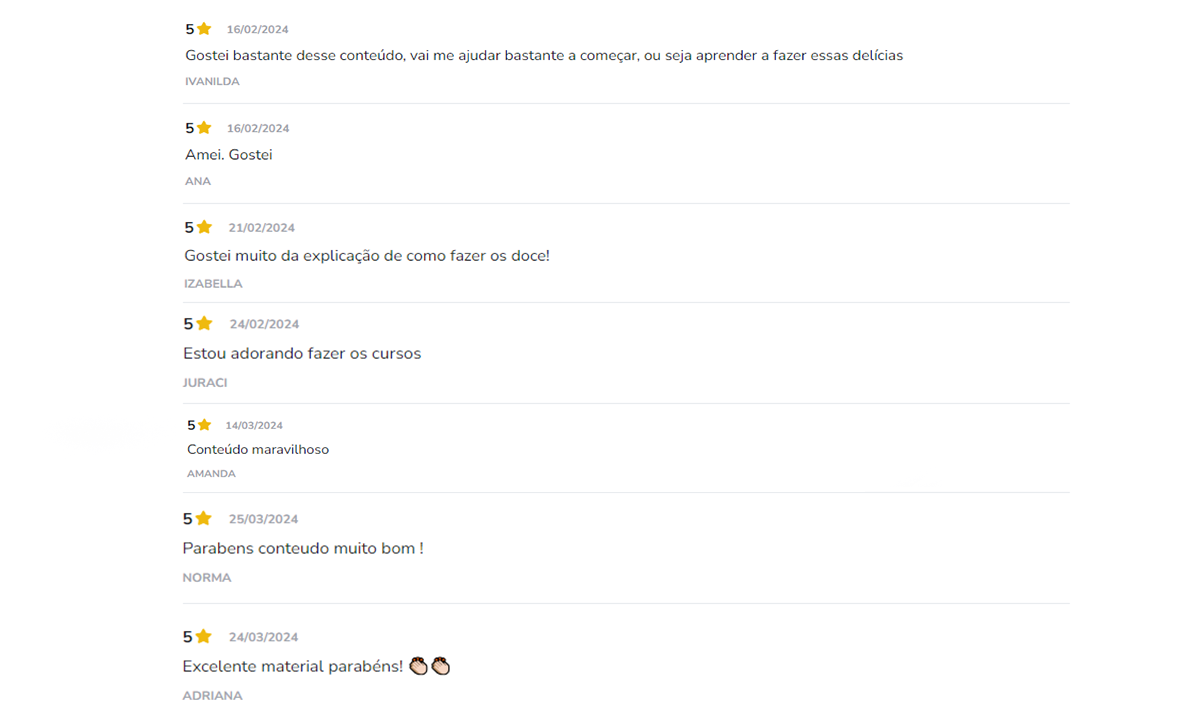 5⭐ 16/02/2024
Gostei bastante desse conteúdo, vai me ajudar bastante a começar, ou seja aprender a fazer essas delícias
IVANILDA
5⭐ 16/02/2024
Amei. Gostei
ANA
5⭐ 21/02/2024
Gostei muito da explicação de como fazer os doce!
IZABELLA
5⭐ 24/02/2024
Estou adorando fazer os cursos
JURACI
5⭐ 14/03/2024
Conteúdo maravilhoso
AMANDA
5⭐ 25/03/2024
Parabens conteudo muito bom !
NORMA
5⭐ 24/03/2024
Excelente material parabéns! 👏🏻👏🏻
ADRIANA